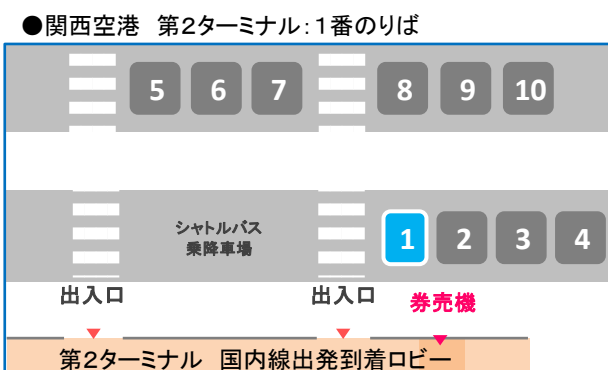 ●関西空港 第2ターミナル:1番のりば
5 6 7 8 9 10
シャトルバス
乗降車場
1 2 3 4
出入口 出入口 券売機
第2ターミナル 国内線出発到着ロビー